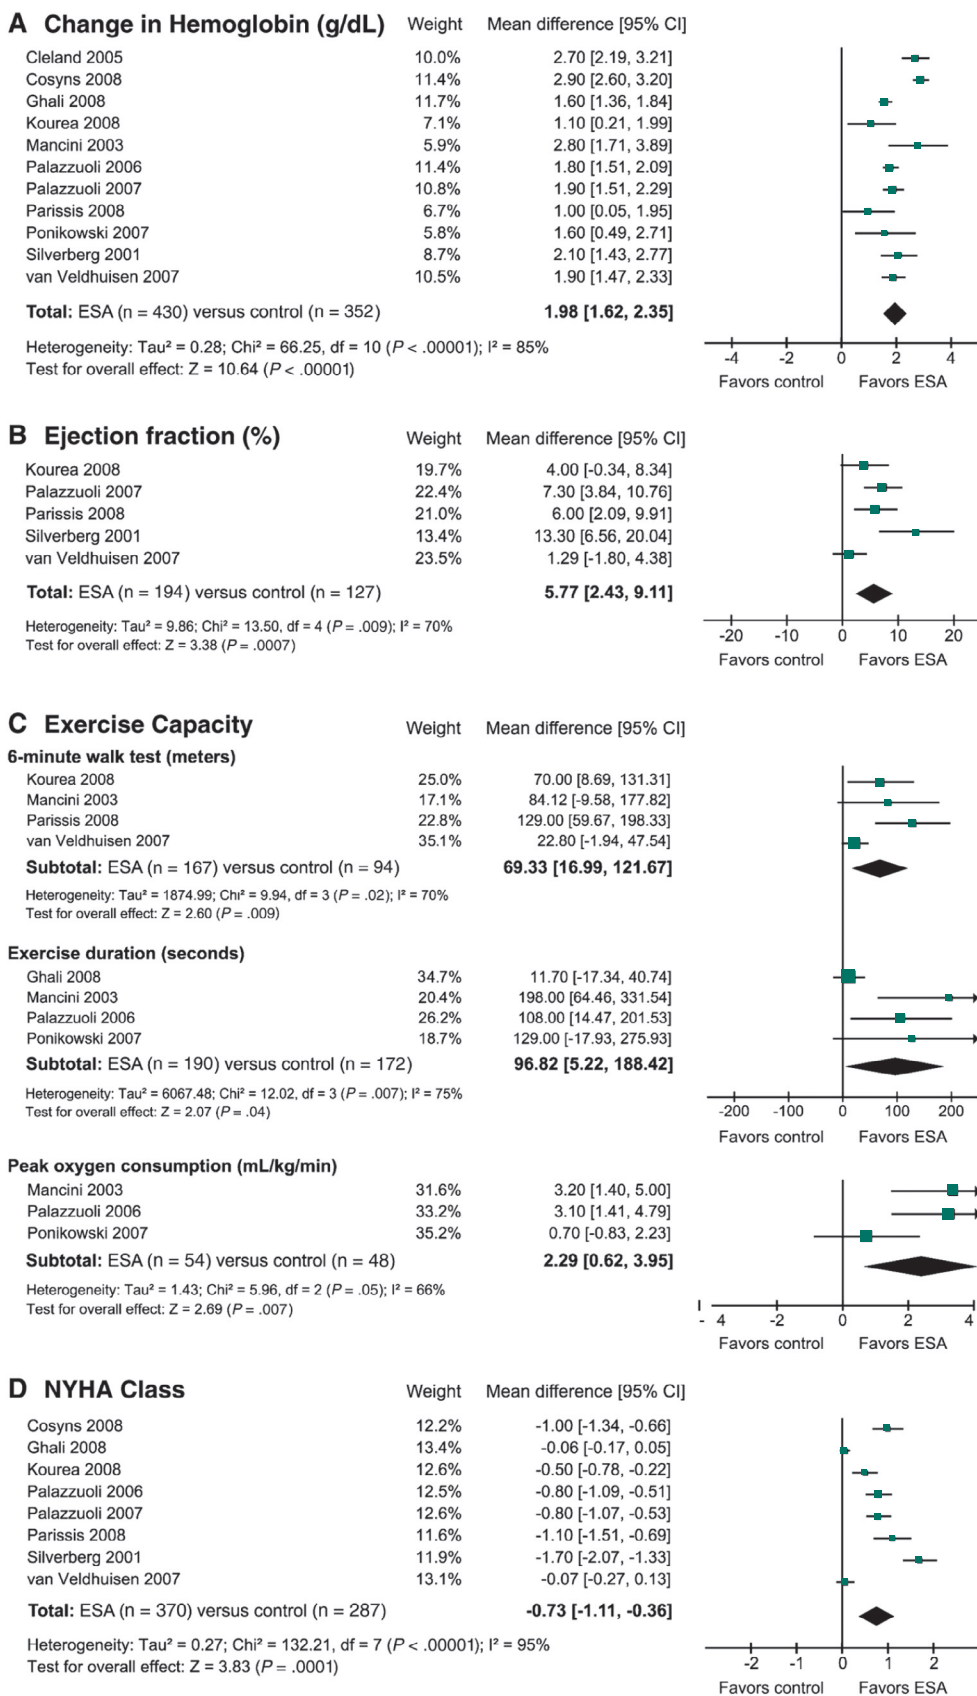 A Change in Hemoglobin (g/dL) Weight Mean difference [95% CI]
Cleland 2005 10.0% 2.70 [2.19, 3.21]
Cosyns 2008 11.4% 2.90 [2.60, 3.20]
Ghali 2008 11.7% 1.60 [1.36, 1.84]
Kourea 2008 7.1% 1.10 [0.21, 1.99]
Mancini 2003 5.9% 2.80 [1.71, 3.89]
Palazzuoli 2006 11.4% 1.80 [1.51, 2.09]
Palazzuoli 2007 10.8% 1.90 [1.51, 2.29]
Parissis 2008 6.7% 1.00 [0.05, 1.95]
Ponikowski 2007 5.8% 1.60 [0.49, 2.71]
Silverberg 2001 8.7% 2.10 [1.43, 2.77]
van Veldhuisen 2007 10.5% 1.90 [1.47, 2.33]
Total: ESA (n = 430) versus control (n = 352) 1.98 [1.62, 2.35]
Heterogeneity: Tau² = 0.28; Chi² = 66.25, df = 10 (P < .00001); I² = 85%
Test for overall effect: Z = 10.64 (P < .00001)
-4 -2 0 2 4
Favors control Favors ESA
B Ejection fraction (%) Weight Mean difference [95% CI]
Kourea 2008 19.7% 4.00 [-0.34, 8.34]
Palazzuoli 2007 22.4% 7.30 [3.84, 10.76]
Parissis 2008 21.0% 6.00 [2.09, 9.91]
Silverberg 2001 13.4% 13.30 [6.56, 20.04]
van Veldhuisen 2007 23.5% 1.29 [-1.80, 4.38]
Total: ESA (n = 194) versus control (n = 127) 5.77 [2.43, 9.11]
Heterogeneity: Tau² = 9.86; Chi² = 13.50, df = 4 (P = .009); I² = 70%
Test for overall effect: Z = 3.38 (P = .0007)
-20 -10 0 10 20
Favors control Favors ESA
C Exercise Capacity Weight Mean difference [95% CI]
6-minute walk test (meters)
Kourea 2008 25.0% 70.00 [8.69, 131.31]
Mancini 2003 17.1% 84.12 [-9.58, 177.82]
Parissis 2008 22.8% 129.00 [59.67, 198.33]
van Veldhuisen 2007 35.1% 22.80 [-1.94, 47.54]
Subtotal: ESA (n = 167) versus control (n = 94) 69.33 [16.99, 121.67]
Heterogeneity: Tau² = 1874.99; Chi² = 9.94, df = 3 (P = .02); I² = 70%
Test for overall effect: Z = 2.60 (P = .009)
Exercise duration (seconds)
Ghali 2008 34.7% 11.70 [-17.34, 40.74]
Mancini 2003 20.4% 198.00 [64.46, 331.54]
Palazzuoli 2006 26.2% 108.00 [14.47, 201.53]
Ponikowski 2007 18.7% 129.00 [-17.93, 275.93]
Subtotal: ESA (n = 190) versus control (n = 172) 96.82 [5.22, 188.42]
Heterogeneity: Tau² = 6067.48; Chi² = 12.02, df = 3 (P = .007); I² = 75%
Test for overall effect: Z = 2.07 (P = .04)
-200 -100 0 100 200
Favors control Favors ESA
Peak oxygen consumption (mL/kg/min)
Mancini 2003 31.6% 3.20 [1.40, 5.00]
Palazzuoli 2006 33.2% 3.10 [1.41, 4.79]
Ponikowski 2007 35.2% 0.70 [-0.83, 2.23]
Subtotal: ESA (n = 54) versus control (n = 48) 2.29 [0.62, 3.95]
Heterogeneity: Tau² = 1.43; Chi² = 5.96, df = 2 (P = .05); I² = 66%
Test for overall effect: Z = 2.69 (P = .007)
- 4 -2 0 2 4
Favors control Favors ESA
D NYHA Class Weight Mean difference [95% CI]
Cosyns 2008 12.2% -1.00 [-1.34, -0.66]
Ghali 2008 13.4% -0.06 [-0.17, 0.05]
Kourea 2008 12.6% -0.50 [-0.78, -0.22]
Palazzuoli 2006 12.5% -0.80 [-1.09, -0.51]
Palazzuoli 2007 12.6% -0.80 [-1.07, -0.53]
Parissis 2008 11.6% -1.10 [-1.51, -0.69]
Silverberg 2001 11.9% -1.70 [-2.07, -1.33]
van Veldhuisen 2007 13.1% -0.07 [-0.27, 0.13]
Total: ESA (n = 370) versus control (n = 287) -0.73 [-1.11, -0.36]
Heterogeneity: Tau² = 0.27; Chi² = 132.21, df = 7 (P < .00001); I² = 95%
Test for overall effect: Z = 3.83 (P = .0001)
-2 -1 0 1 2
Favors control Favors ESA